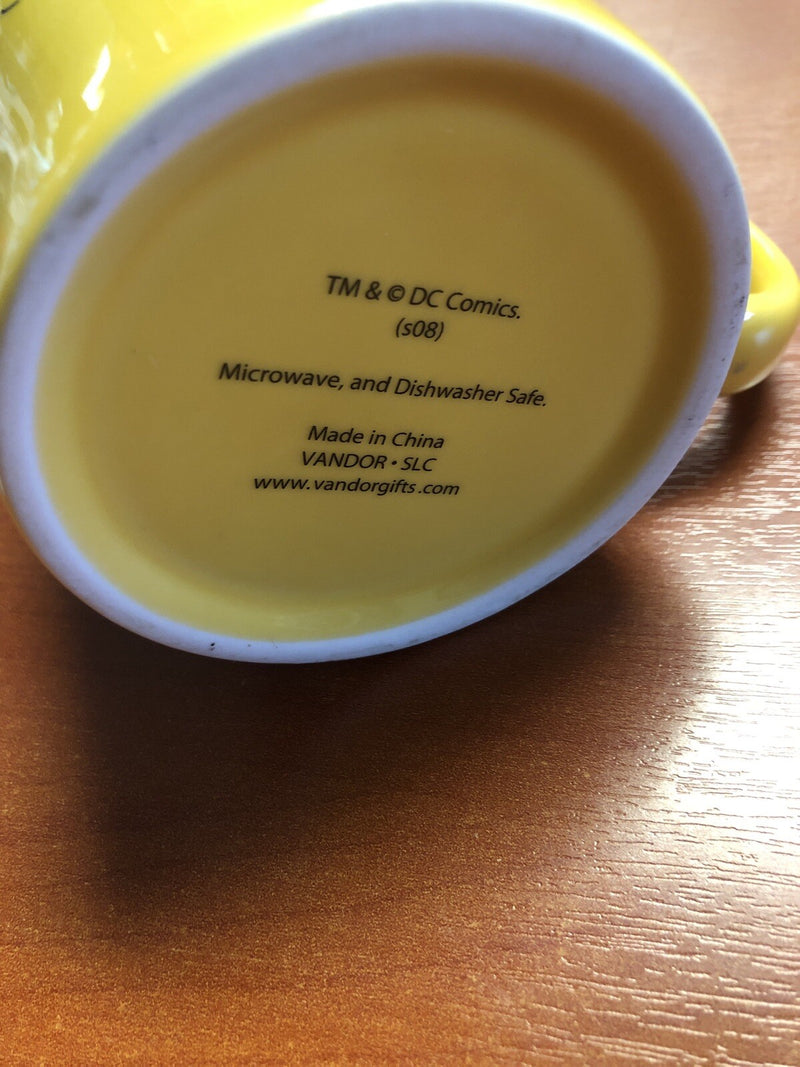 TM & © DC Comics.
(s08)
Microwave, and Dishwasher Safe.
Made in China
VANDOR • SLC
www.vandorgifts.com